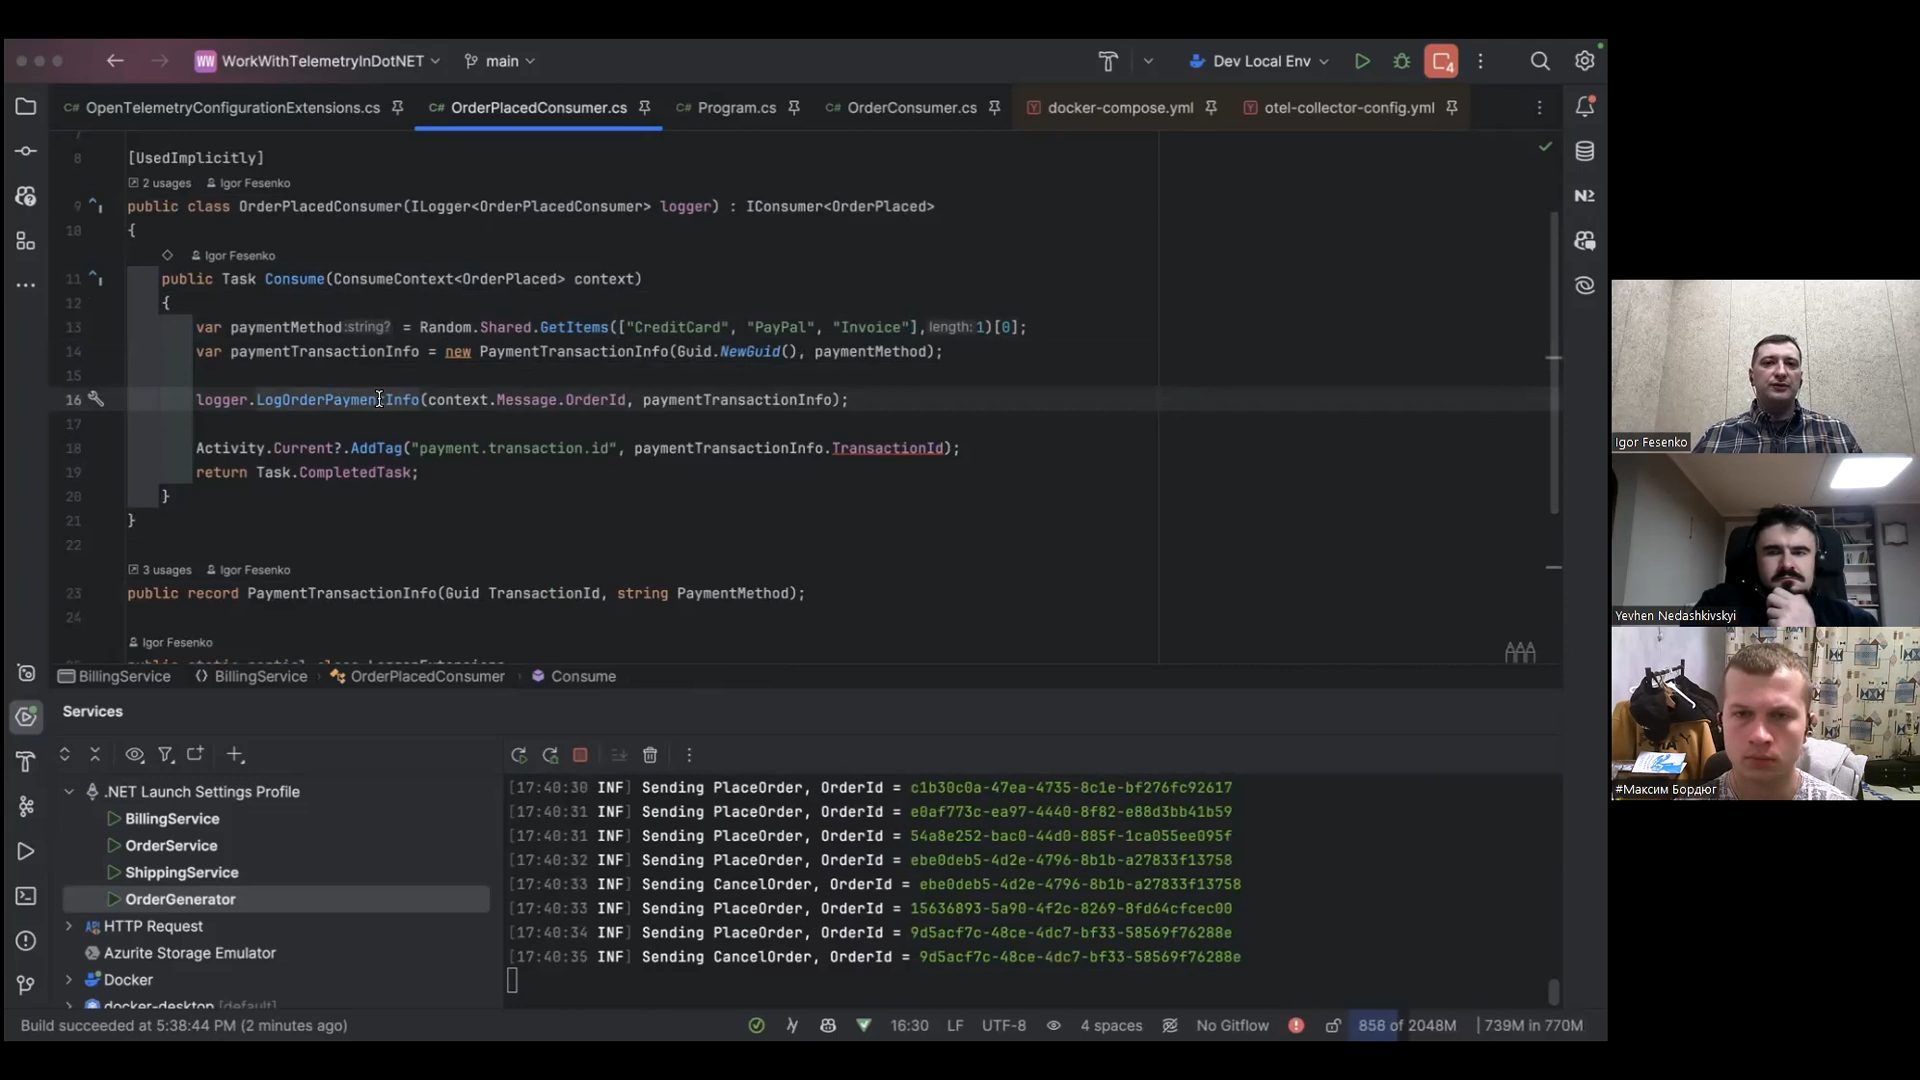 WW WorkWithTelemetryInDotNET main Dev Local Env 4
C# OpenTelemetryConfigurationExtensions.cs C# OrderPlacedConsumer.cs C# Program.cs C# OrderConsumer.cs Y docker-compose.yml Y otel-collector-config.yml
7
8 [UsedImplicitly]
2 usages Igor Fesenko
9 public class OrderPlacedConsumer(ILogger<OrderPlacedConsumer> logger) : IConsumer<OrderPlaced>
10 {
Igor Fesenko
11 public Task Consume(ConsumeContext<OrderPlaced> context)
12 {
13 var paymentMethod:string? = Random.Shared.GetItems(["CreditCard", "PayPal", "Invoice"],length:1)[0];
14 var paymentTransactionInfo = new PaymentTransactionInfo(Guid.NewGuid(), paymentMethod);
15
16 logger.LogOrderPaymentInfo(context.Message.OrderId, paymentTransactionInfo);
17
18 Activity.Current?.AddTag("payment.transaction.id", paymentTransactionInfo.TransactionId);
19 return Task.CompletedTask;
20 }
21 }
22
3 usages Igor Fesenko
23 public record PaymentTransactionInfo(Guid TransactionId, string PaymentMethod);
24
Igor Fesenko
public static partial class LoggerExtensions
BillingService BillingService OrderPlacedConsumer Consume
Services
.NET Launch Settings Profile
BillingService
OrderService
ShippingService
OrderGenerator
HTTP Request
Azurite Storage Emulator
Docker
docker-desktop [default]
[17:40:30 INF] Sending PlaceOrder, OrderId = c1b30c0a-47ea-4735-8c1e-bf276fc92617
[17:40:31 INF] Sending PlaceOrder, OrderId = e0af773c-ea97-4440-8f82-e88d3bb41b59
[17:40:31 INF] Sending PlaceOrder, OrderId = 54a8e252-bac0-44d0-885f-1ca055ee095f
[17:40:32 INF] Sending PlaceOrder, OrderId = ebe0deb5-4d2e-4796-8b1b-a27833f13758
[17:40:33 INF] Sending CancelOrder, OrderId = ebe0deb5-4d2e-4796-8b1b-a27833f13758
[17:40:33 INF] Sending PlaceOrder, OrderId = 15636893-5a90-4f2c-8269-8fd64cfcec00
[17:40:34 INF] Sending PlaceOrder, OrderId = 9d5acf7c-48ce-4dc7-bf33-58569f76288e
[17:40:35 INF] Sending CancelOrder, OrderId = 9d5acf7c-48ce-4dc7-bf33-58569f76288e
Build succeeded at 5:38:44 PM (2 minutes ago) 16:30 LF UTF-8 4 spaces No Gitflow 858 of 2048M 739M in 770M
Igor Fesenko
Yevhen Nedashkivskyi
#Максим Бордюг